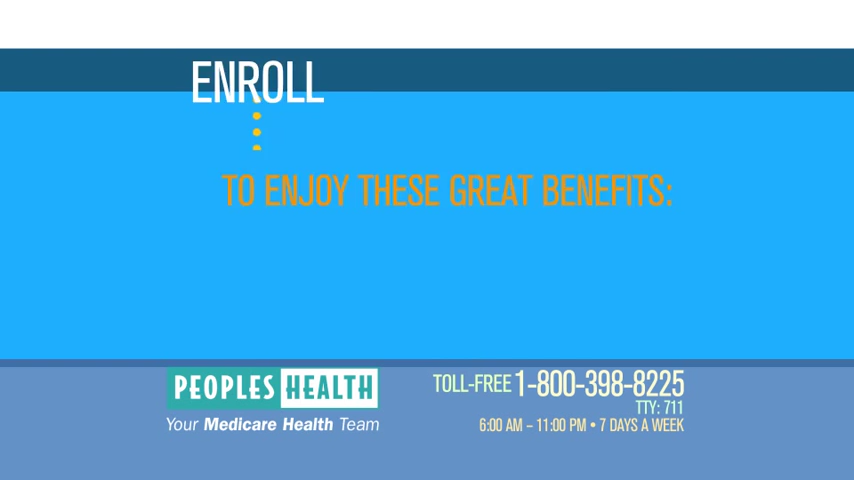 ENROLL
TO ENJOY THESE GREAT BENEFITS:
PEOPLES HEALTH
Your Medicare Health Team
TOLL-FREE 1-800-398-8225
TTY: 711
6:00 AM – 11:00 PM • 7 DAYS A WEEK